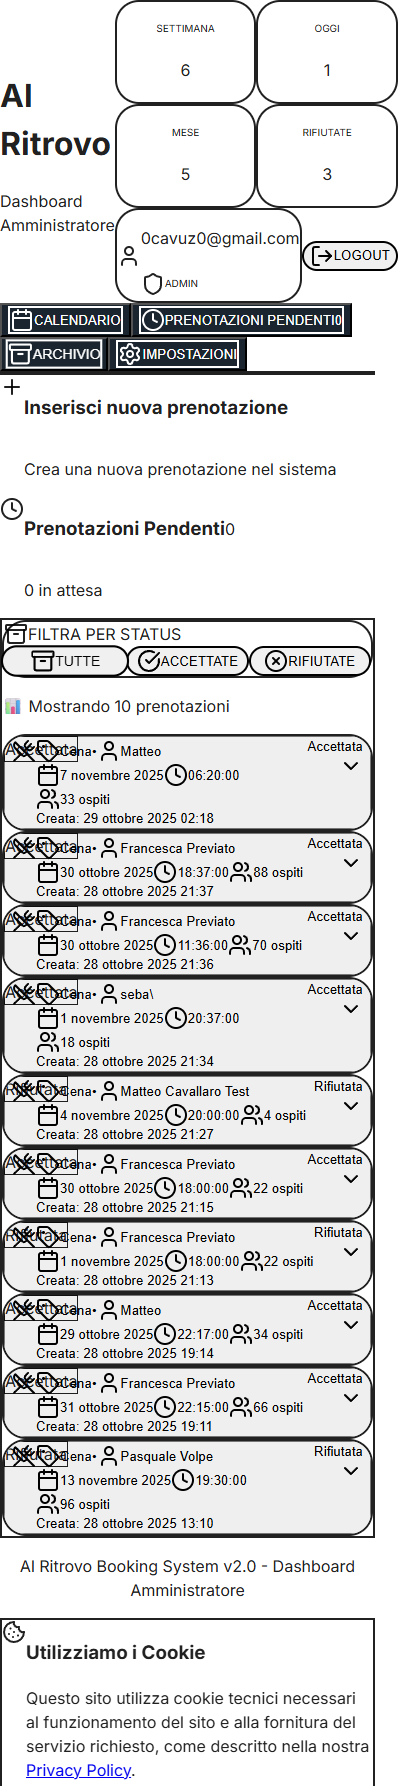 Al
Ritrovo
Dashboard
Amministratore
SETTIMANA
6
OGGI
1
MESE
5
RIFIUTATE
3
0cavuz0@gmail.com
ADMIN
LOGOUT
CALENDARIO
PRENOTAZIONI PENDENTI0
ARCHIVIO
IMPOSTAZIONI
Inserisci nuova prenotazione
Crea una nuova prenotazione nel sistema
Prenotazioni Pendenti0
0 in attesa
FILTRA PER STATUS
TUTTE
ACCETTATE
RIFIUTATE
Mostrando 10 prenotazioni
Accettata Cena• Matteo Accettata
7 novembre 2025 06:20:00
33 ospiti
Creata: 29 ottobre 2025 02:18
Accettata Cena• Francesca Previato Accettata
30 ottobre 2025 18:37:00 88 ospiti
Creata: 28 ottobre 2025 21:37
Accettata Cena• Francesca Previato Accettata
30 ottobre 2025 11:36:00 70 ospiti
Creata: 28 ottobre 2025 21:36
Accettata Cena• seba\ Accettata
1 novembre 2025 20:37:00
18 ospiti
Creata: 28 ottobre 2025 21:34
Rifiutata Cena• Matteo Cavallaro Test Rifiutata
4 novembre 2025 20:00:00 4 ospiti
Creata: 28 ottobre 2025 21:27
Accettata Cena• Francesca Previato Accettata
30 ottobre 2025 18:00:00 22 ospiti
Creata: 28 ottobre 2025 21:15
Rifiutata Cena• Francesca Previato Rifiutata
1 novembre 2025 18:00:00 22 ospiti
Creata: 28 ottobre 2025 21:13
Accettata Cena• Matteo Accettata
29 ottobre 2025 22:17:00 34 ospiti
Creata: 28 ottobre 2025 19:14
Accettata Cena• Francesca Previato Accettata
31 ottobre 2025 22:15:00 66 ospiti
Creata: 28 ottobre 2025 19:11
Rifiutata Cena• Pasquale Volpe Rifiutata
13 novembre 2025 19:30:00
96 ospiti
Creata: 28 ottobre 2025 13:10
Al Ritrovo Booking System v2.0 - Dashboard
Amministratore
Utilizziamo i Cookie
Questo sito utilizza cookie tecnici necessari
al funzionamento del sito e alla fornitura del
servizio richiesto, come descritto nella nostra
Privacy Policy.